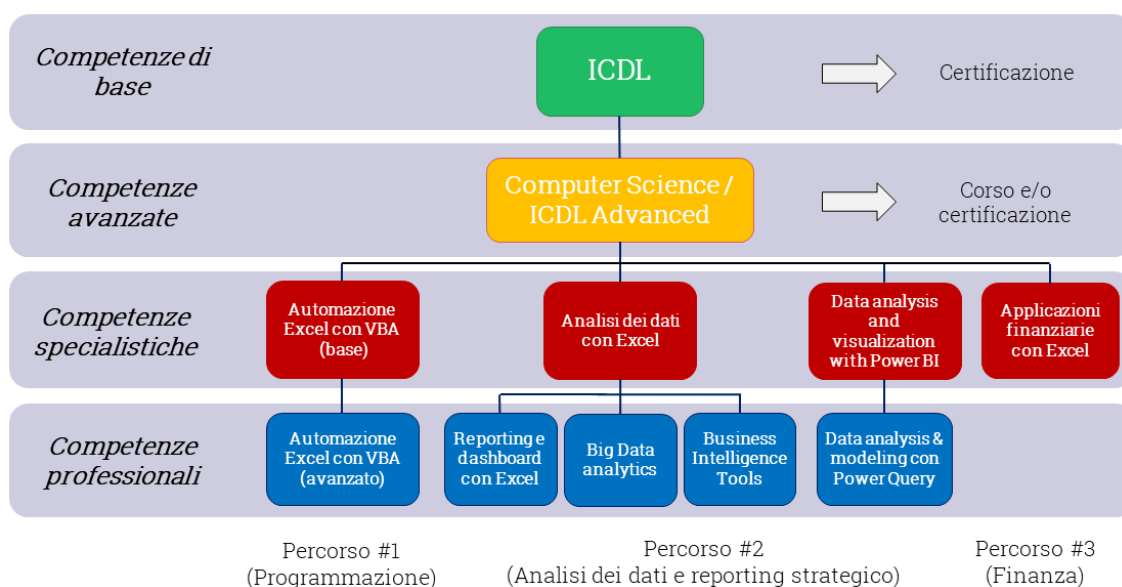 Competenze di
base
ICDL
Certificazione
Competenze
avanzate
Computer Science /
ICDL Advanced
Corso e/o
certificazione
Competenze
specialistiche
Automazione
Excel con VBA
(base)
Analisi dei dati
con Excel
Data analysis
and
visualization
with Power BI
Applicazioni
finanziarie
con Excel
Competenze
professionali
Automazione
Excel con VBA
(avanzato)
Reporting e
dashboard
con Excel
Big Data
analytics
Business
Intelligence
Tools
Data analysis &
modeling con
Power Query
Percorso #1
(Programmazione)
Percorso #2
(Analisi dei dati e reporting strategico)
Percorso #3
(Finanza)